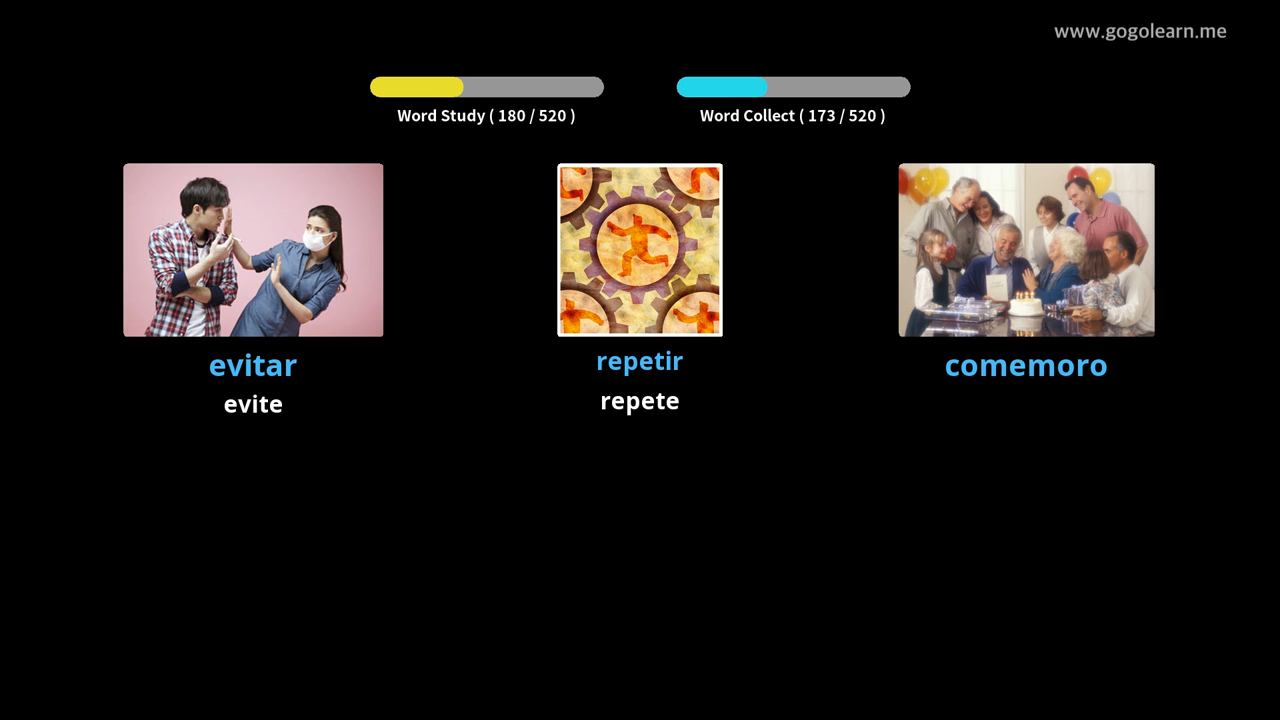 www.gogolearn.me
Word Study ( 180 / 520 )
Word Collect ( 173 / 520 )
evitar
evite
repetir
repete
comemoro